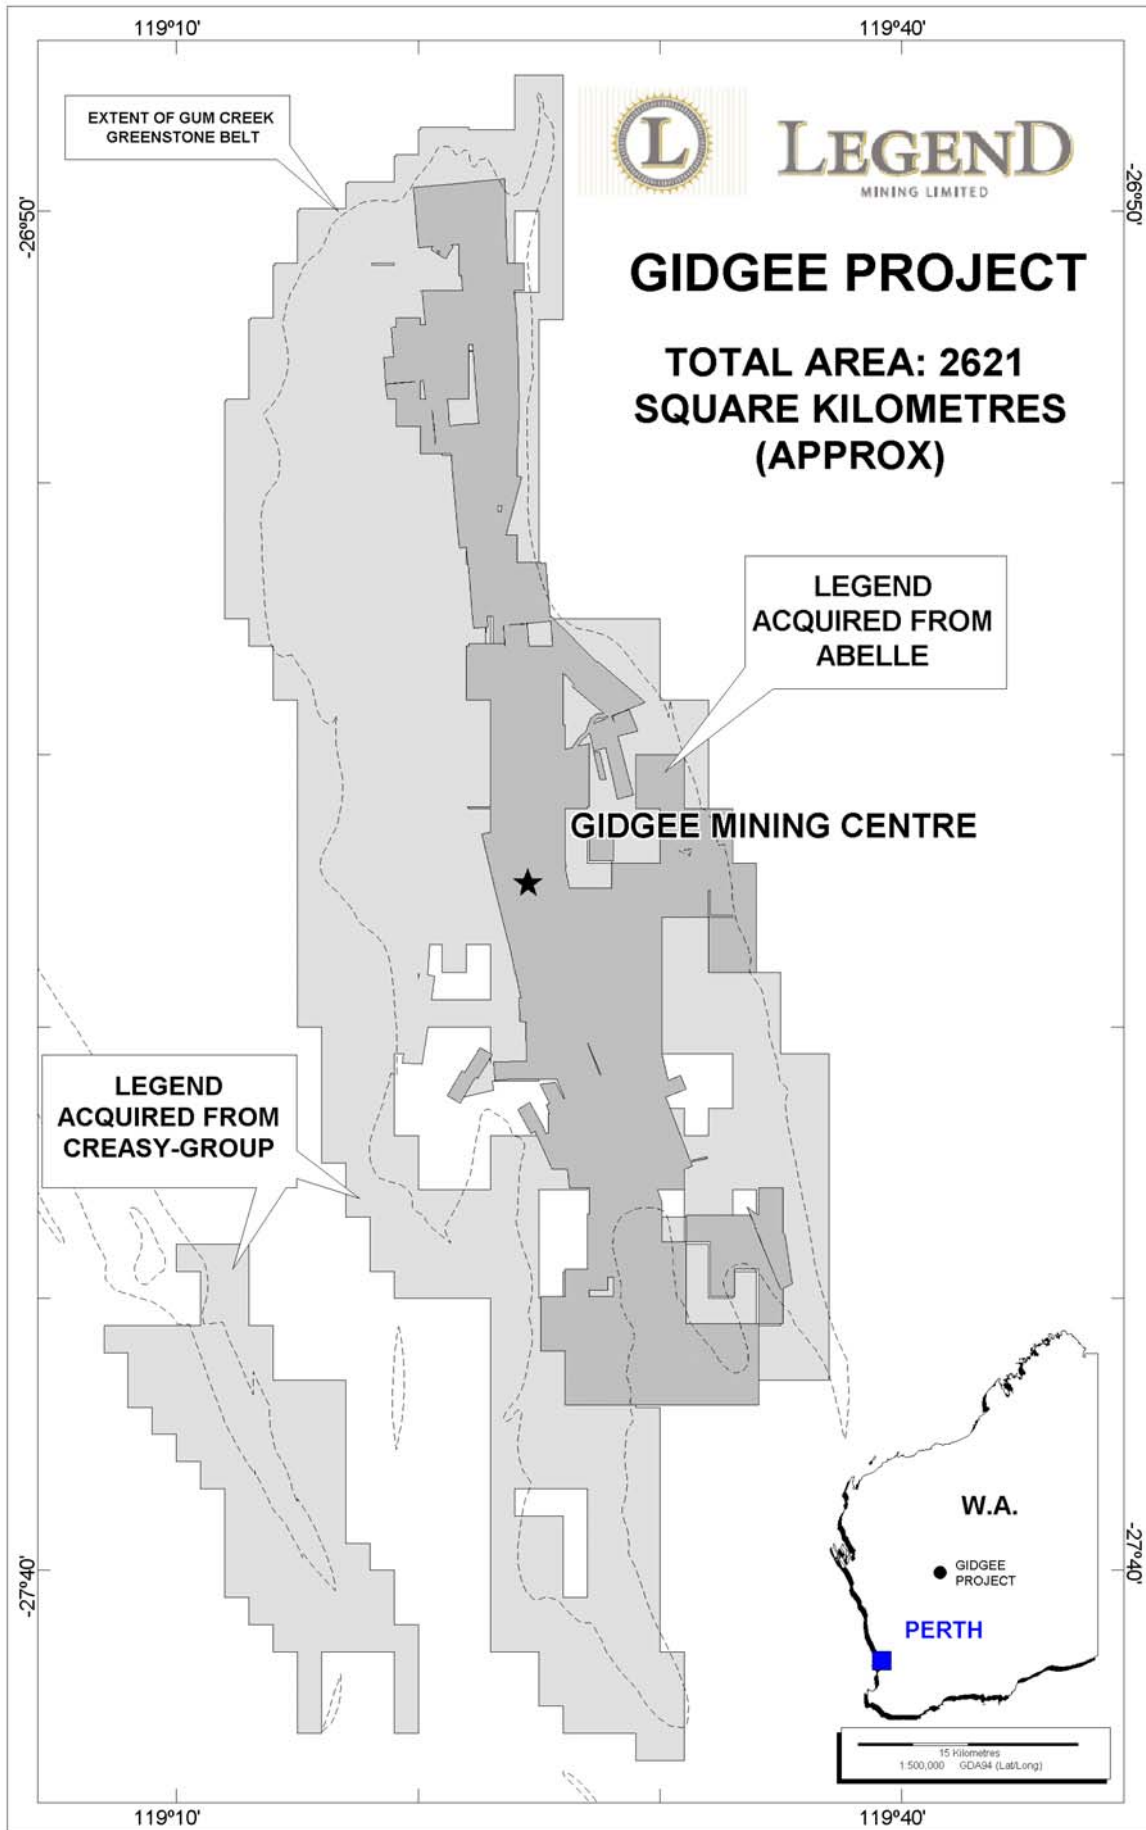 119º10'
119º40'
EXTENT OF GUM CREEK
GREENSTONE BELT
L
LEGEND
MINING LIMITED
-26º50'
-26º50'
GIDGEE PROJECT
TOTAL AREA: 2621
SQUARE KILOMETRES
(APPROX)
LEGEND
ACQUIRED FROM
ABELLE
GIDGEE MINING CENTRE
LEGEND
ACQUIRED FROM
CREASY-GROUP
W.A.
GIDGEE
PROJECT
PERTH
-27º40'
-27º40'
15 Kilometres
1:500,000 GDA94 (Lat/Long)
119º10'
119º40'